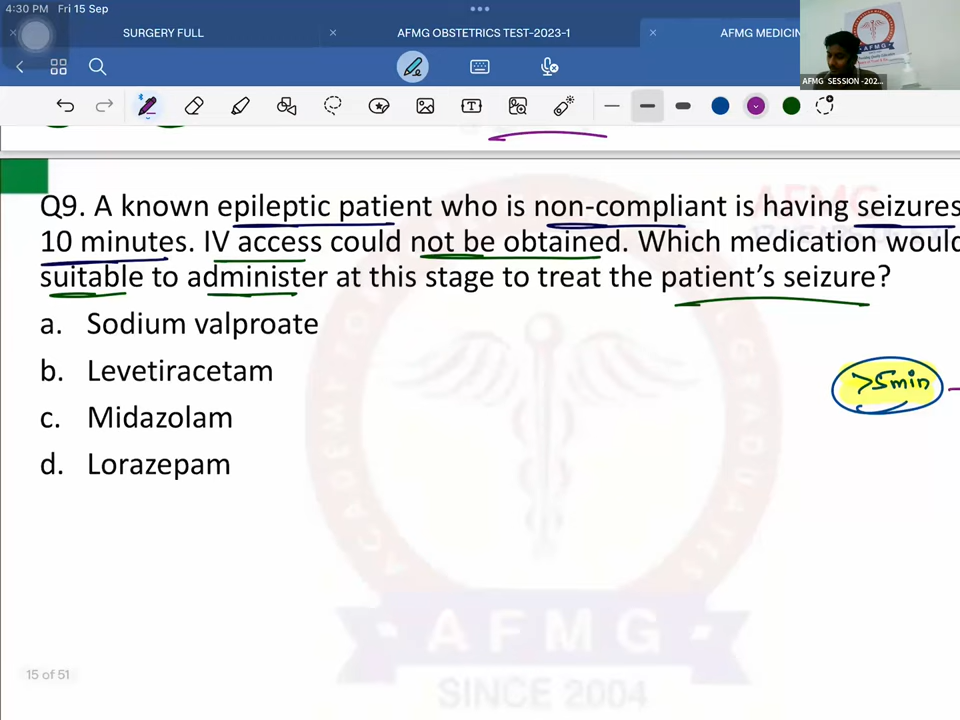 4:30 PM Fri 15 Sep
SURGERY FULL
AFMG OBSTETRICS TEST-2023-1
AFMG MEDICIN
AFMG
AFMG SESSION -202...
Q9. A known epileptic patient who is non-compliant is having seizures
10 minutes. IV access could not be obtained. Which medication would
suitable to administer at this stage to treat the patient's seizure?
a. Sodium valproate
b. Levetiracetam
c. Midazolam
d. Lorazepam
>5min
AFMG
SINCE 2004
15 of 51